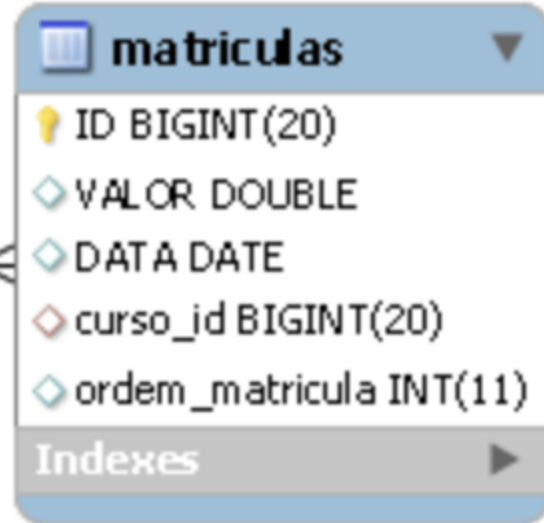 matriculas
ID BIGINT(20)
VALOR DOUBLE
DATA DATE
curso_id BIGINT(20)
ordem_matricula INT(11)
Indexes